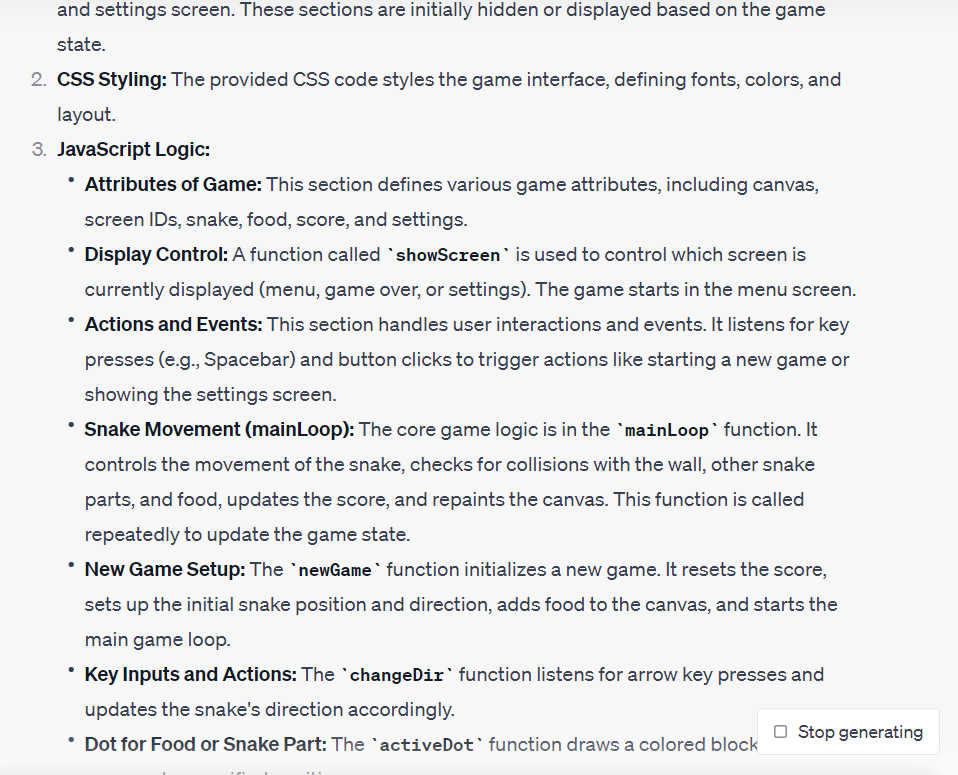 and settings screen. These sections are initially hidden or displayed based on the game
state.
2. CSS Styling: The provided CSS code styles the game interface, defining fonts, colors, and
layout.
3. JavaScript Logic:
• Attributes of Game: This section defines various game attributes, including canvas,
screen IDs, snake, food, score, and settings.
• Display Control: A function called `showScreen` is used to control which screen is
currently displayed (menu, game over, or settings). The game starts in the menu screen.
• Actions and Events: This section handles user interactions and events. It listens for key
presses (e.g., Spacebar) and button clicks to trigger actions like starting a new game or
showing the settings screen.
• Snake Movement (mainLoop): The core game logic is in the `mainLoop` function. It
controls the movement of the snake, checks for collisions with the wall, other snake
parts, and food, updates the score, and repaints the canvas. This function is called
repeatedly to update the game state.
• New Game Setup: The `newGame` function initializes a new game. It resets the score,
sets up the initial snake position and direction, adds food to the canvas, and starts the
main game loop.
• Key Inputs and Actions: The `changeDir` function listens for arrow key presses and
updates the snake's direction accordingly.
• Dot for Food or Snake Part: The `activeDot` function draws a colored block
Stop generating